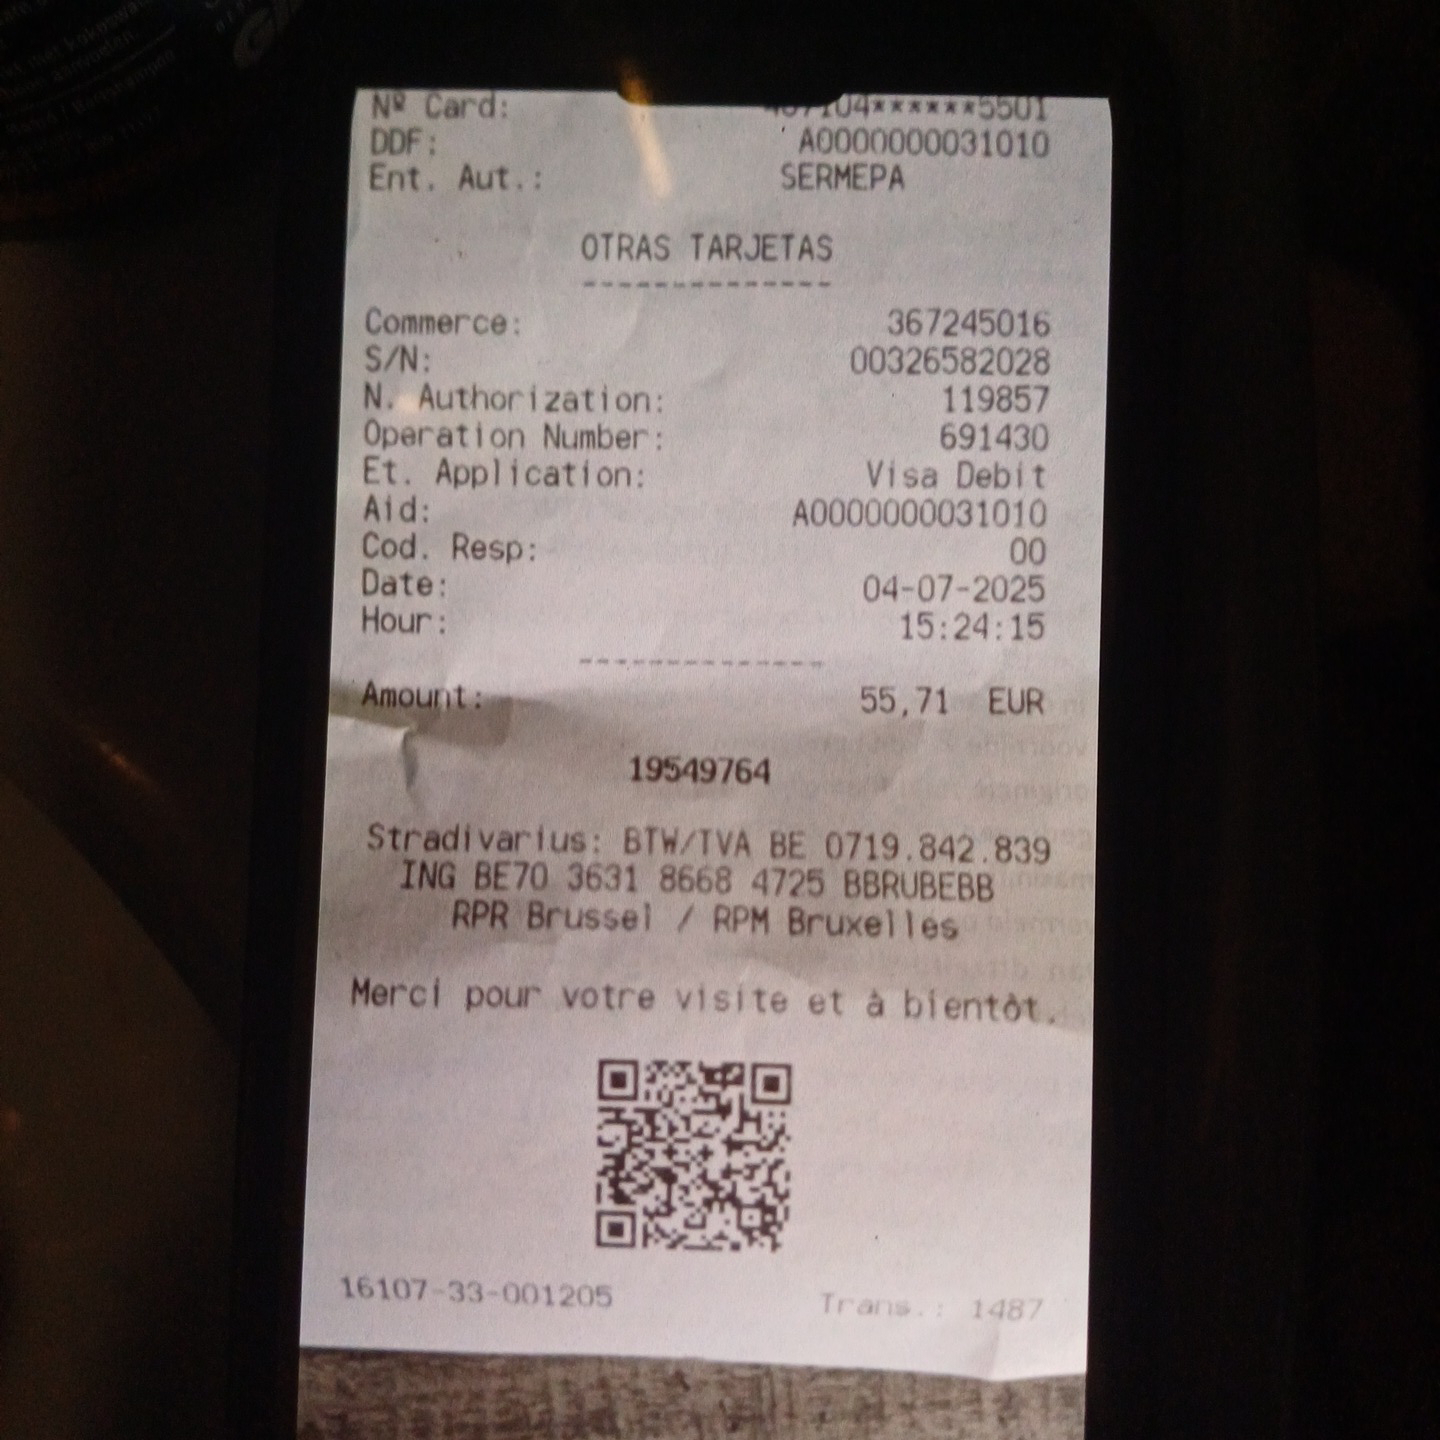 Nº Card: 104******5501
DDF: A0000000031010
Ent. Aut.: SERMEPA
OTRAS TARJETAS
--------------
Commerce: 367245016
S/N: 00326582028
N. Authorization: 119857
Operation Number: 691430
Et. Application: Visa Debit
Aid: A0000000031010
Cod. Resp: 00
Date: 04-07-2025
Hour: 15:24:15
--------------
Amount: 55,71 EUR
19549764
Stradivarius: BTW/TVA BE 0719.842.839
ING BE70 3631 8668 4725 BBRUBEBB
RPR Brussel / RPM Bruxelles
Merci pour votre visite et à bientôt.
16107-33-001205
Trans.: 1487